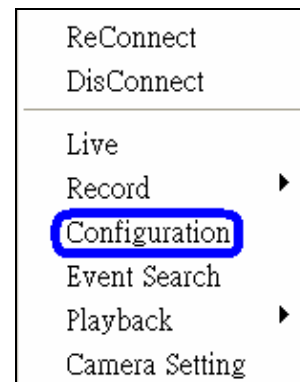 ReConnect
DisConnect
Live
Record
Configuration
Event Search
Playback
Camera Setting